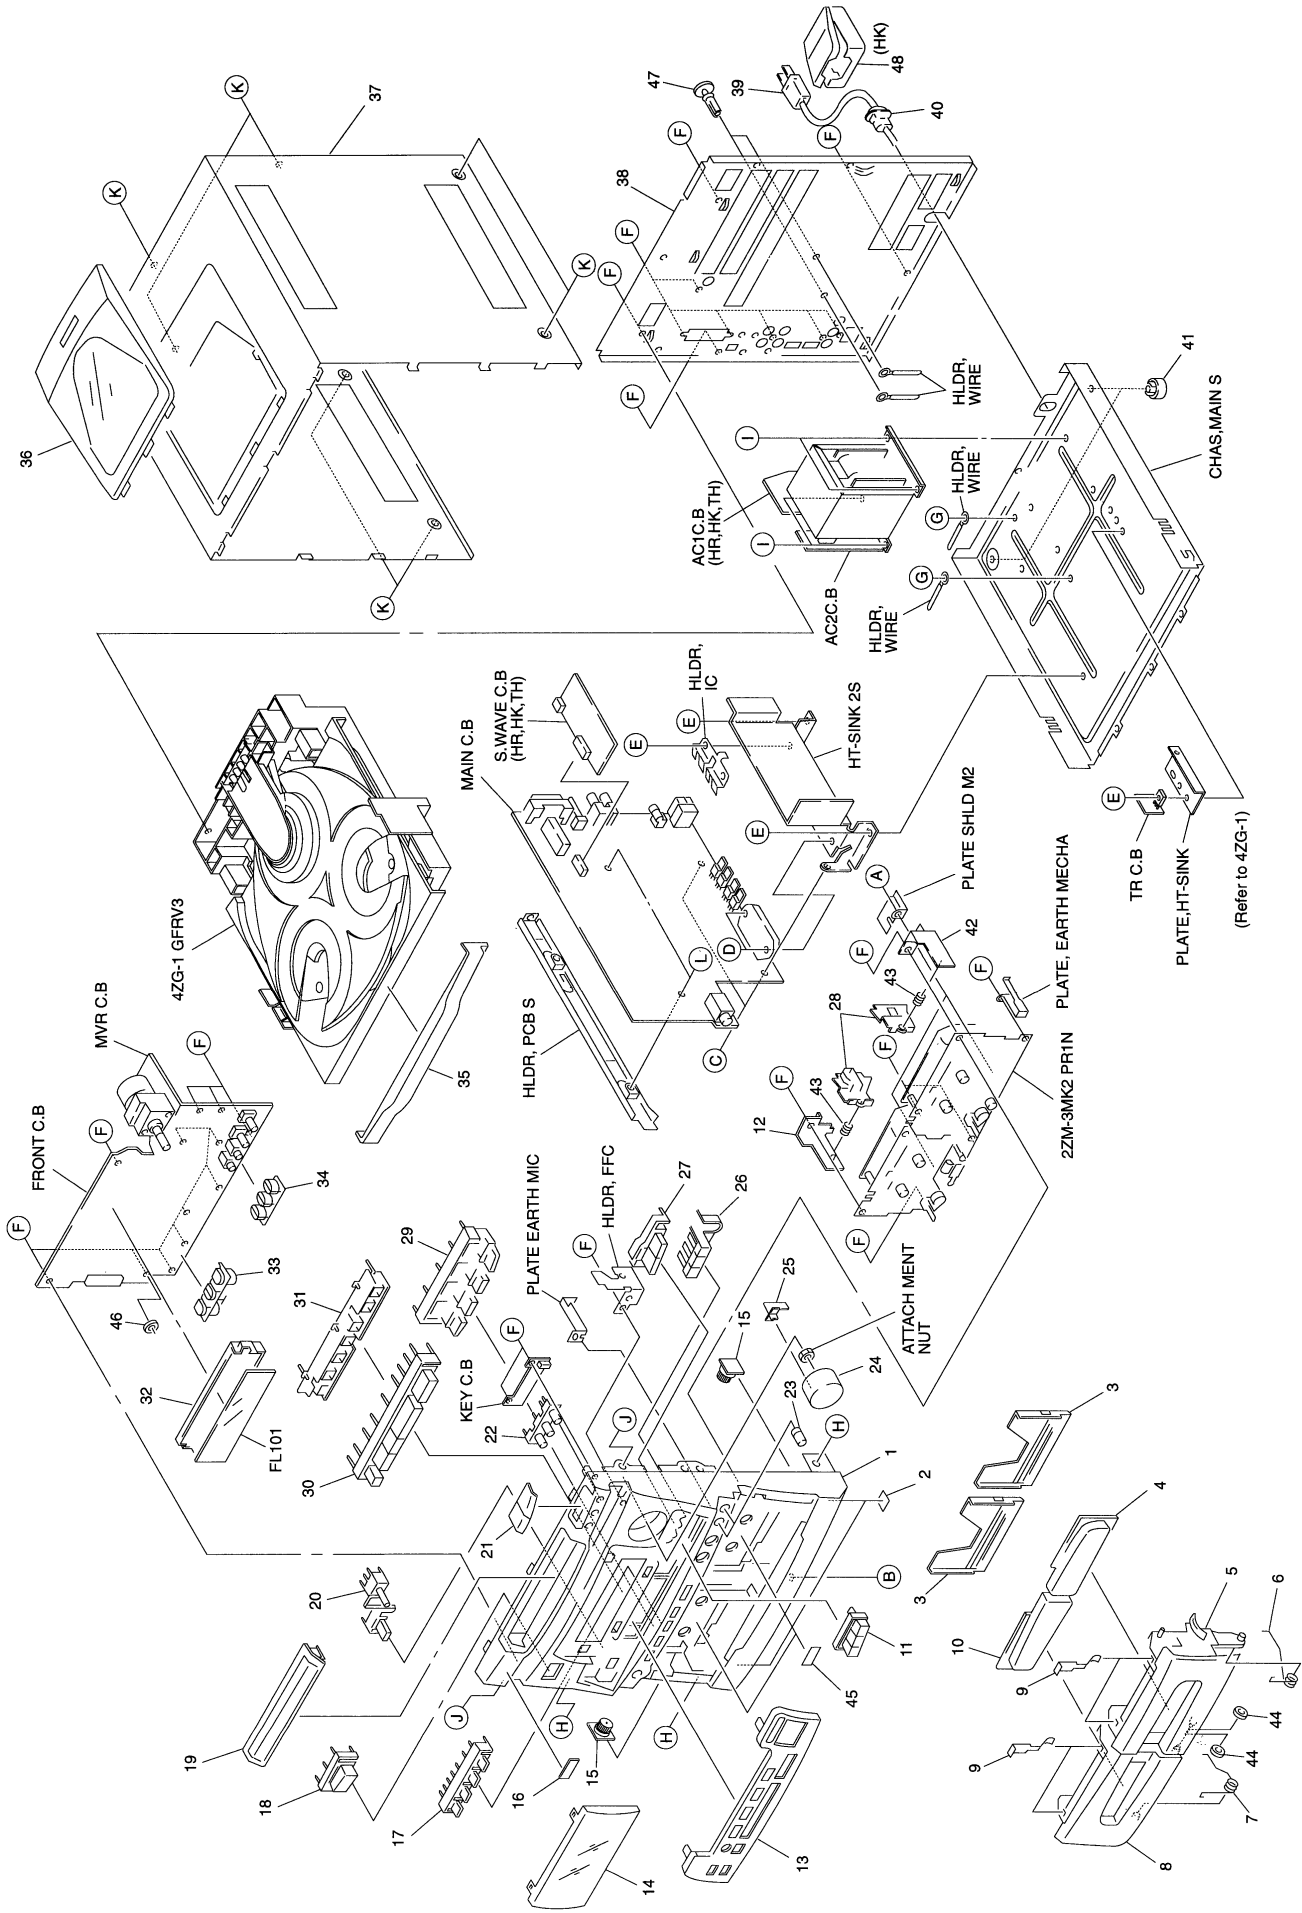 36
K
K
37
K
K
47
39
(HK)
48
40
F
38
F
F
F
F
HLDR,
WIRE
41
CHAS,MAIN S
I
I
AC1C.B
(HR,HK,TH)
AC2C.B
G
HLDR,
WIRE
G
HLDR,
WIRE
E
TR C.B
PLATE,HT-SINK
(Refer to 4ZG-1)
4ZG-1 GFRV3
35
MAIN C.B
S.WAVE C.B
(HR,HK,TH)
E
E
HLDR,
IC
HT-SINK 2S
E
HLDR, PCB S
L
D
C
A
PLATE SHLD M2
F
42
43
F
PLATE, EARTH MECHA
28
F
43
F
12
F
2ZM-3MK2 PR1N
MVR C.B
F
F
FRONT C.B
F
34
33
46
32
FL101
31
29
30
PLATE EARTH MIC
F
HLDR, FFC
27
26
KEY C.B
F
22
J
25
15
ATTACH MENT
NUT
24
23
H
1
2
B
21
20
19
18
17
J
H
16
15
H
14
13
45
11
3
3
4
10
9
9
5
6
44
44
7
8